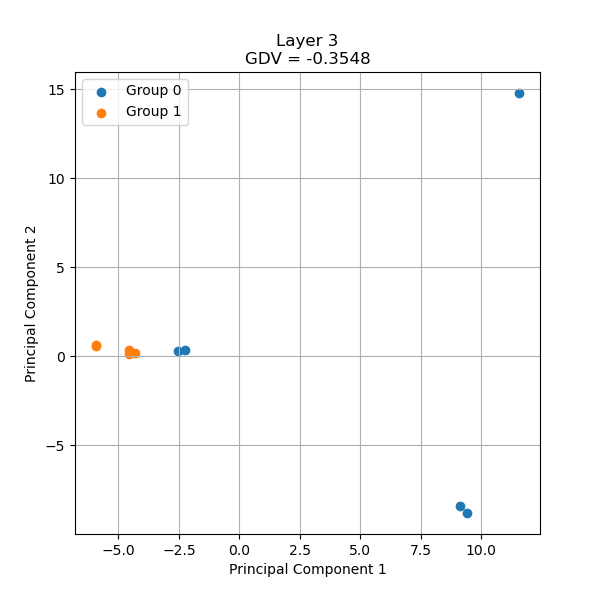 Layer 3
GDV = -0.3548
Group 0
Group 1
15
10
5
0
−5
Principal Component 2
−5.0
−2.5
0.0
2.5
5.0
7.5
10.0
Principal Component 1